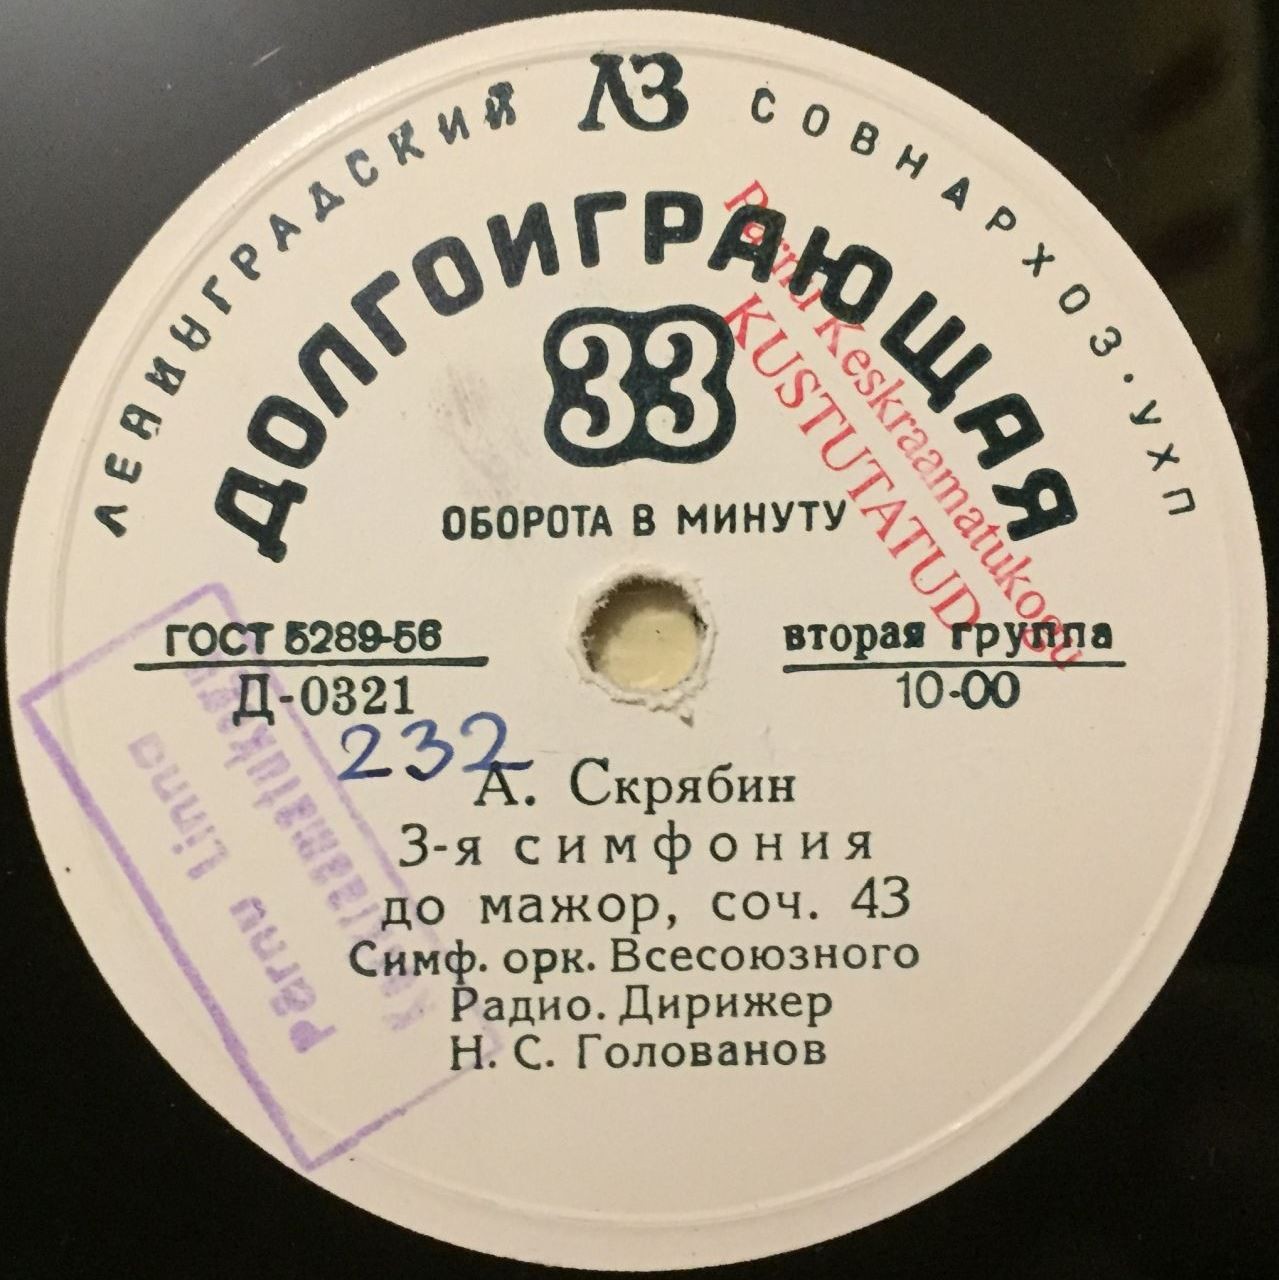 ЛЕНИНГРАДСКИЙ ЛЗ СОВНАРХОЗ · УХП
ДОЛГОИГРАЮЩАЯ
33
ОБОРОТА В МИНУТУ
Pärnu Keskraamatukogu
KUSTUTATUD
ГОСТ 5289-56
Д-0321
вторая группа
10-00
232
А. Скрябин
3-я симфония
до мажор, соч. 43
Симф. орк. Всесоюзного
Радио. Дирижер
Н. С. Голованов
Pärnu Linna